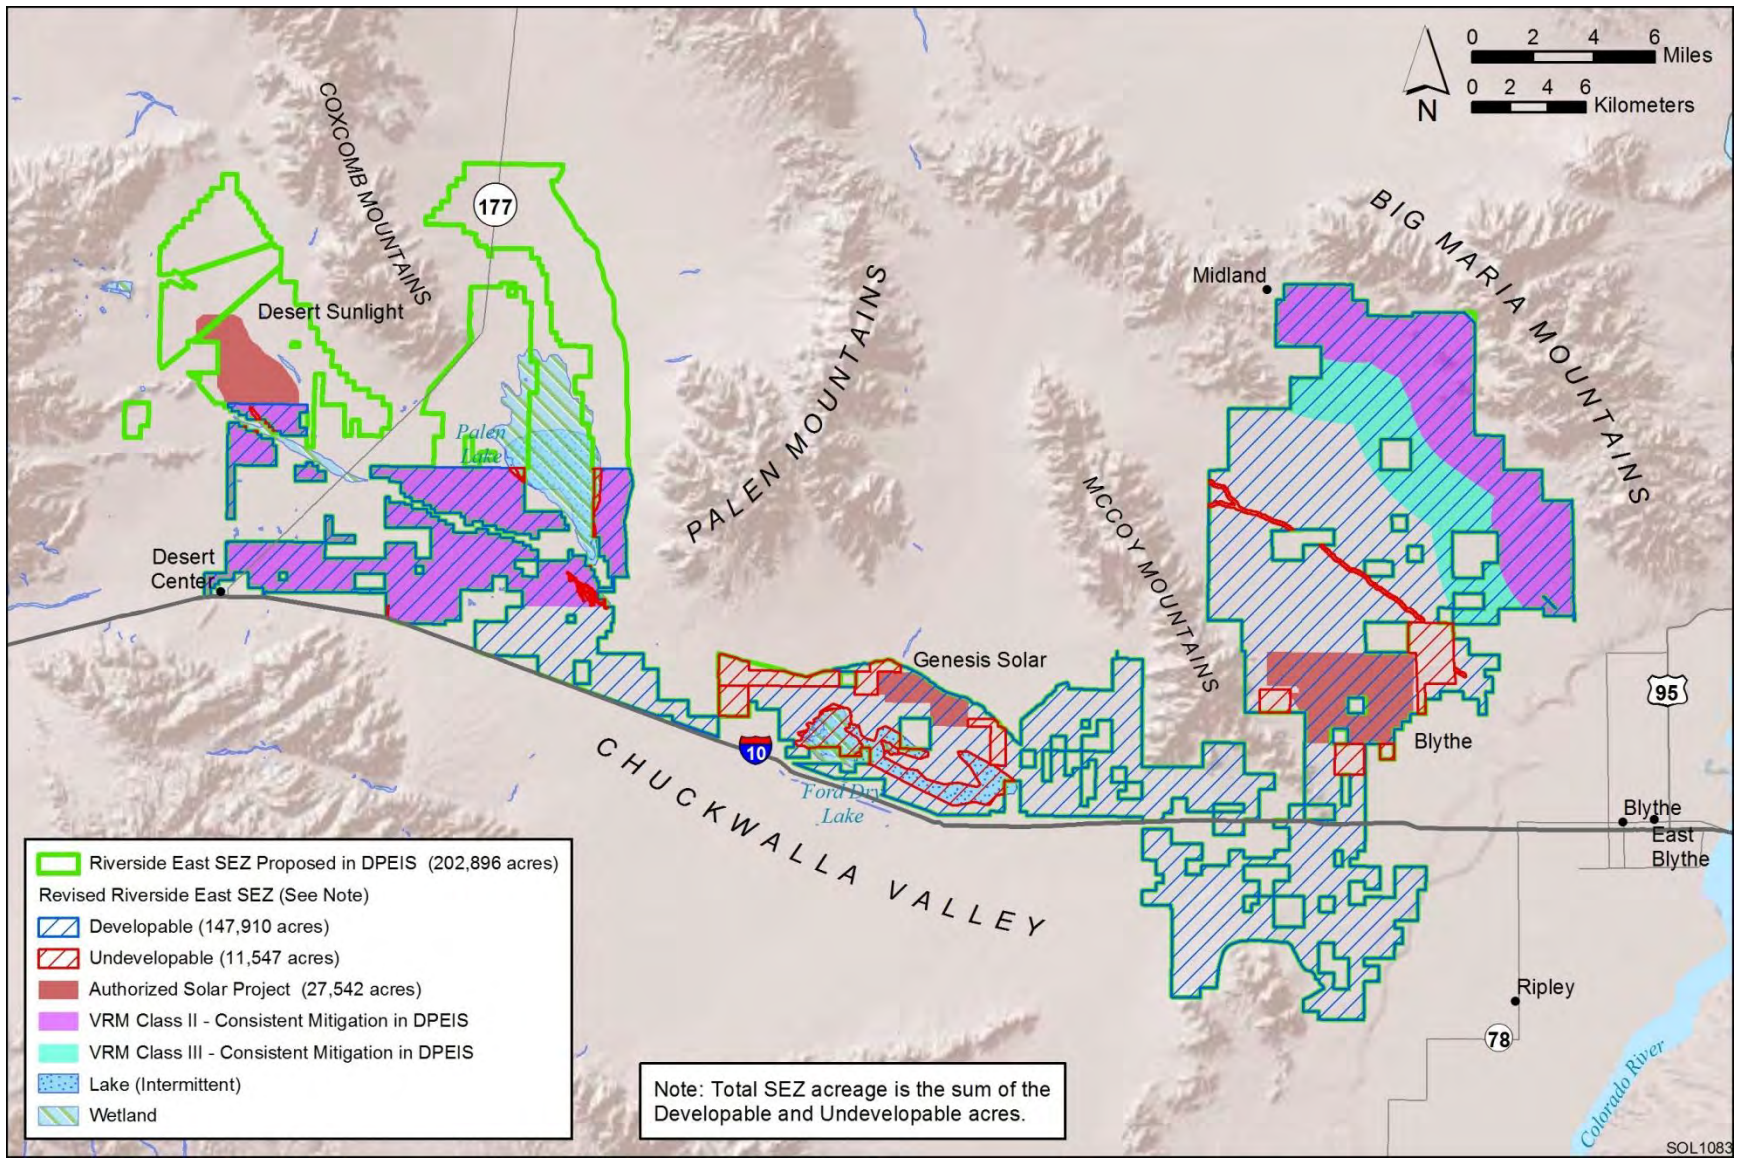 0 2 4 6
Miles
0 2 4 6
Kilometers
N
COXCOMB MOUNTAINS
177
BIG MARIA MOUNTAINS
Midland
Desert Sunlight
PALEN MOUNTAINS
Palen
Lake
MCCOY MOUNTAINS
Desert
Center
Genesis Solar
95
Blythe
10
CHUCKWALLA VALLEY
Ford Dry
Lake
Blythe
East
Blythe
Ripley
78
Colorado River
Riverside East SEZ Proposed in DPEIS (202,896 acres)
Revised Riverside East SEZ (See Note)
Developable (147,910 acres)
Undevelopable (11,547 acres)
Authorized Solar Project (27,542 acres)
VRM Class II - Consistent Mitigation in DPEIS
VRM Class III - Consistent Mitigation in DPEIS
Lake (Intermittent)
Wetland
Note: Total SEZ acreage is the sum of the
Developable and Undevelopable acres.
SOL1083